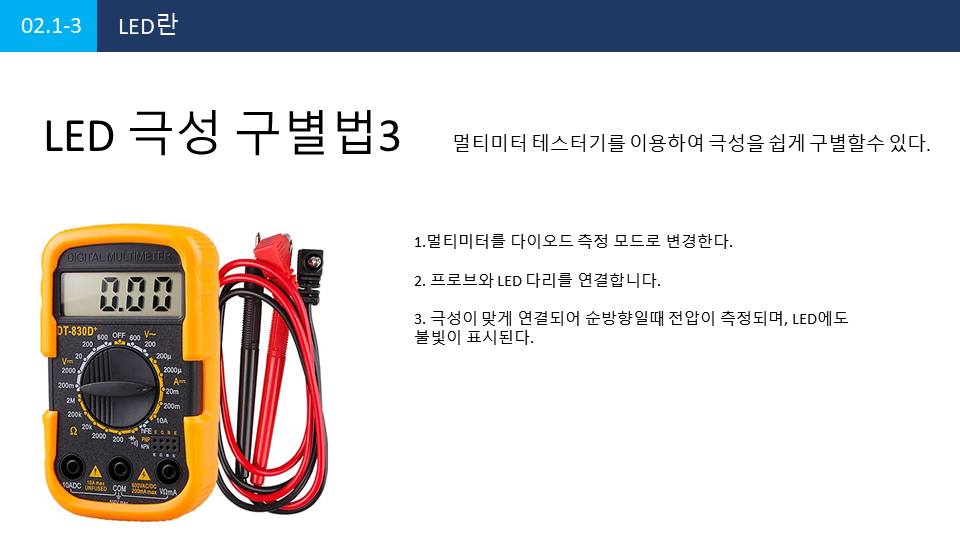 02.1-3
LED란
LED 극성 구별법3
멀티미터 테스터기를 이용하여 극성을 쉽게 구별할수 있다.
1.멀티미터를 다이오드 측정 모드로 변경한다.
2. 프로브와 LED 다리를 연결합니다.
3. 극성이 맞게 연결되어 순방향일때 전압이 측정되며, LED에도
불빛이 표시된다.
DIGITAL MULTIMETER
0.00
DT-830D+
OFF
V~
600
600
200
200
20
200µ
V
2000
2000µ
A
200m
20m
2M
200m
200k
10A
Ω
20k
hFE
2000
200
E C B E
PNP
NPN
E C B E
10ADC
10A max
UNFUSED
COM
600VAC/DC
200mA max
VΩmA